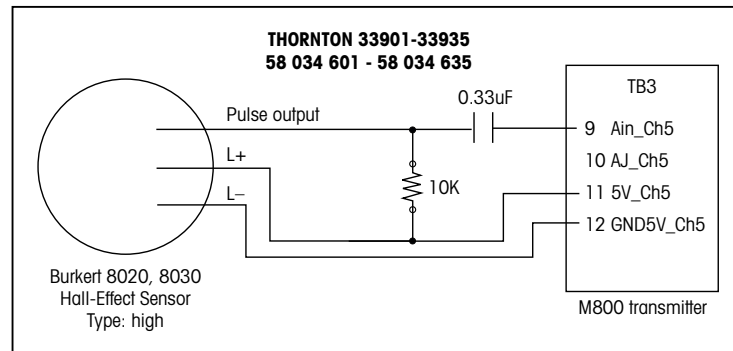 THORNTON 33901-33935
58 034 601 - 58 034 635
TB3
0.33uF
Pulse output
9 Ain_Ch5
10 AJ_Ch5
L+
10K
11 5V_Ch5
L–
12 GND5V_Ch5
Burkert 8020, 8030
Hall-Effect Sensor
Type: high
M800 transmitter